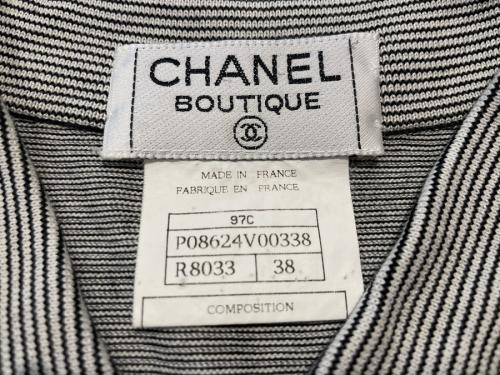 CHANEL
BOUTIQUE
MADE IN FRANCE
FABRIQUE EN FRANCE
97C
P08624V00338
R8033 38
COMPOSITION